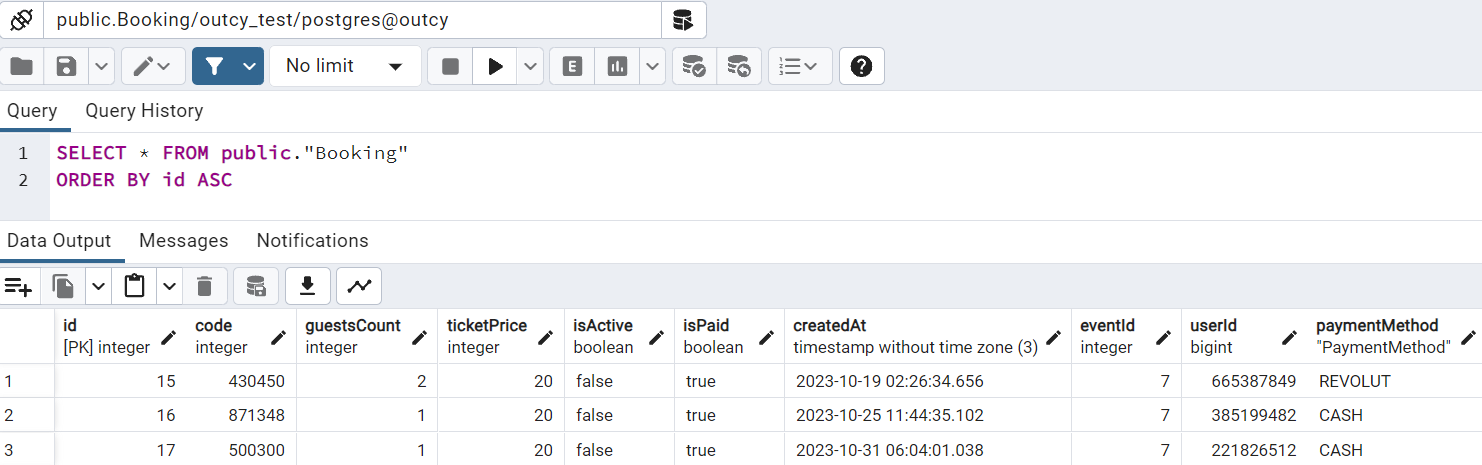 public.Booking/outcy_test/postgres@outcy
No limit
E
Query Query History
1 SELECT * FROM public."Booking"
2 ORDER BY id ASC
Data Output Messages Notifications
id code guestsCount ticketPrice isActive isPaid createdAt eventId userId paymentMethod
[PK] integer integer integer integer boolean boolean timestamp without time zone (3) integer bigint "PaymentMethod"
1 15 430450 2 20 false true 2023-10-19 02:26:34.656 7 665387849 REVOLUT
2 16 871348 1 20 false true 2023-10-25 11:44:35.102 7 385199482 CASH
3 17 500300 1 20 false true 2023-10-31 06:04:01.038 7 221826512 CASH